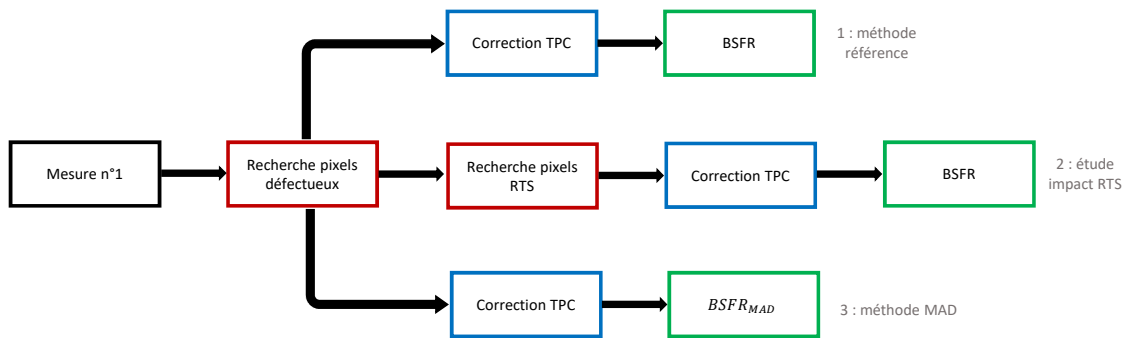 Correction TPC
BSFR
1 : méthode
référence
Mesure n°1
Recherche pixels
défectueux
Recherche pixels
RTS
Correction TPC
BSFR
2 : étude
impact RTS
Correction TPC
BSFR_MAD
3 : méthode MAD